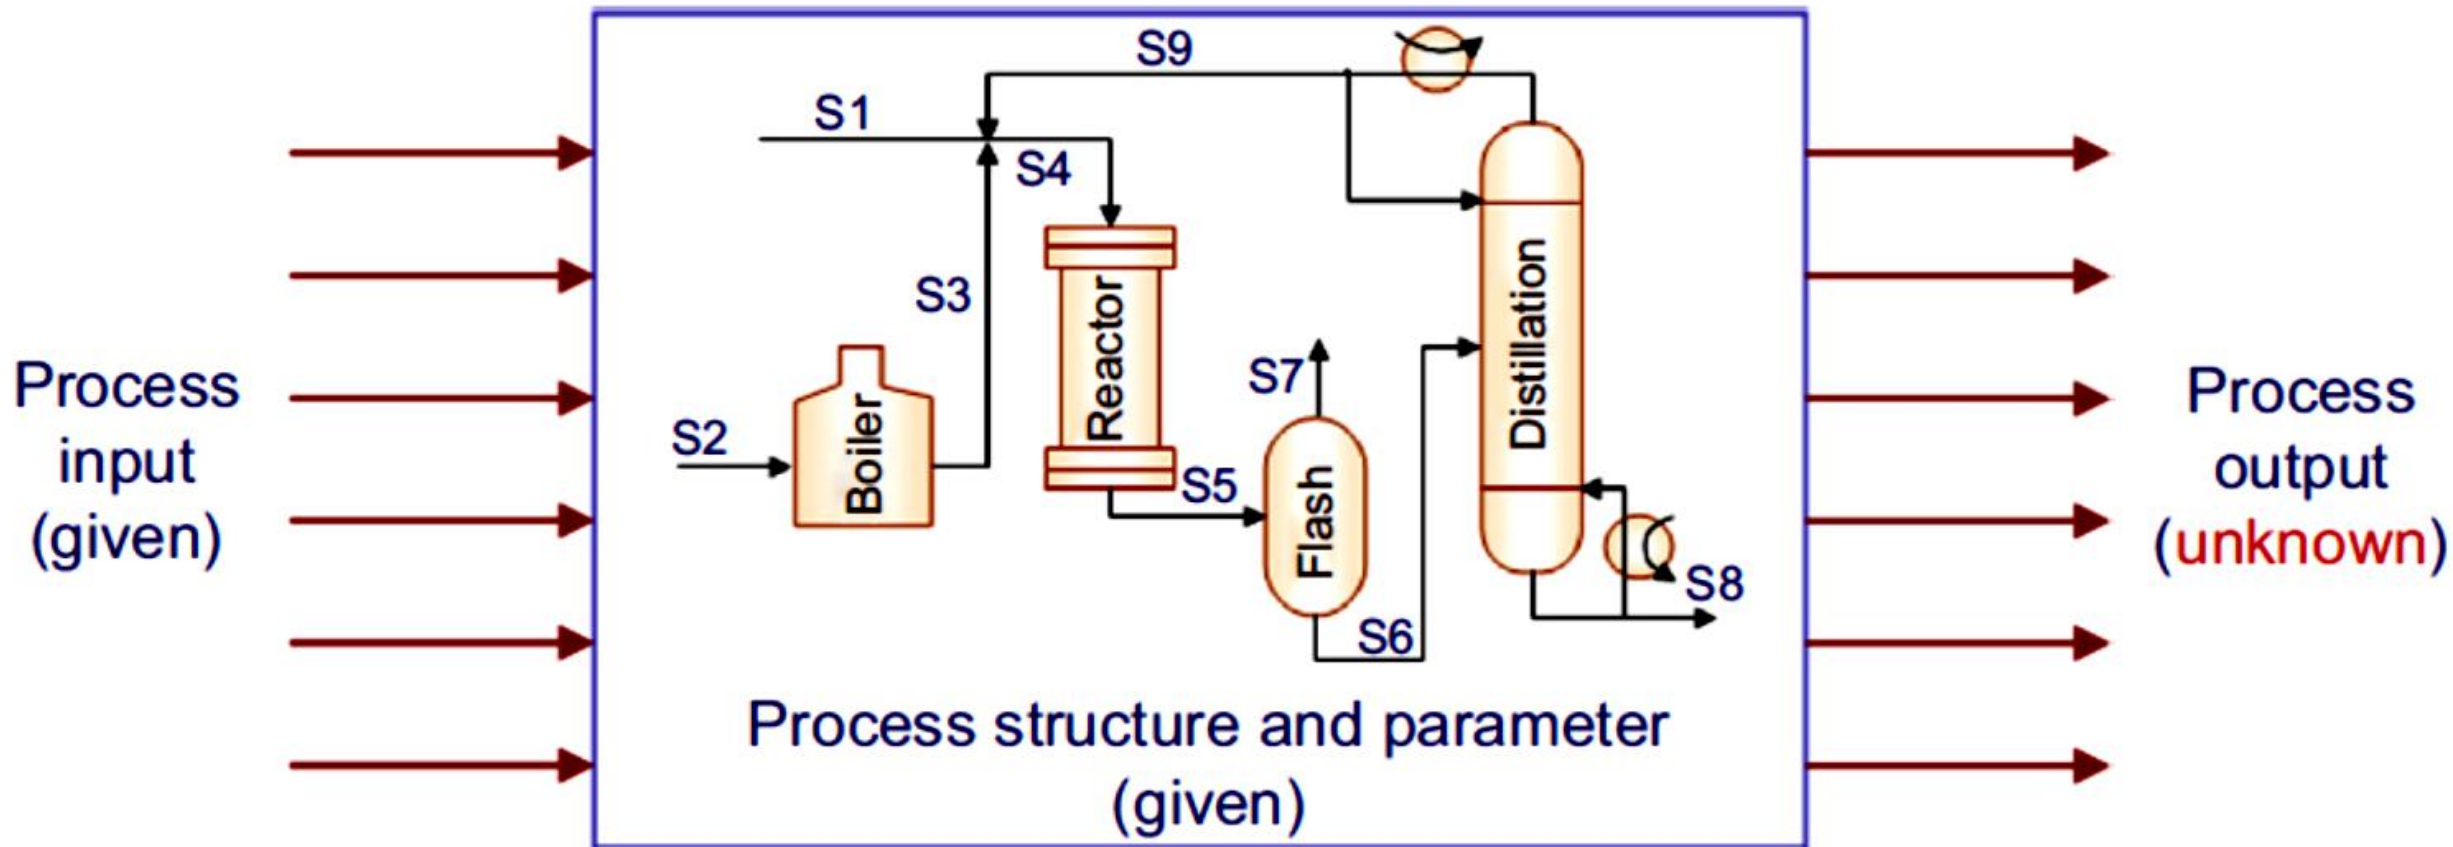 Process
input
(given)
S9
S1
S4
S3
Reactor
Distillation
S7
S2
Boiler
S5
Flash
S8
S6
Process structure and parameter
(given)
Process
output
(unknown)